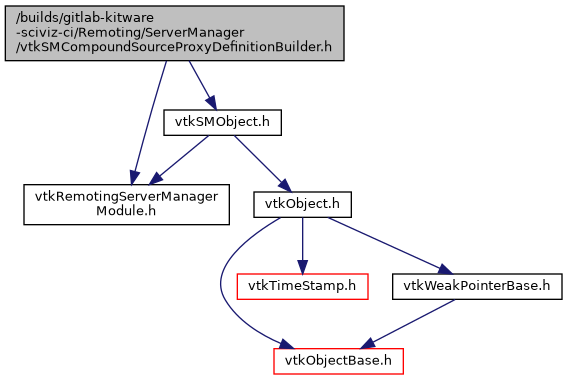 /builds/gitlab-kitware
-sciviz-ci/Remoting/ServerManager
/vtkSMCompoundSourceProxyDefinitionBuilder.h
vtkSMObject.h
vtkRemotingServerManager
Module.h
vtkObject.h
vtkTimeStamp.h
vtkWeakPointerBase.h
vtkObjectBase.h